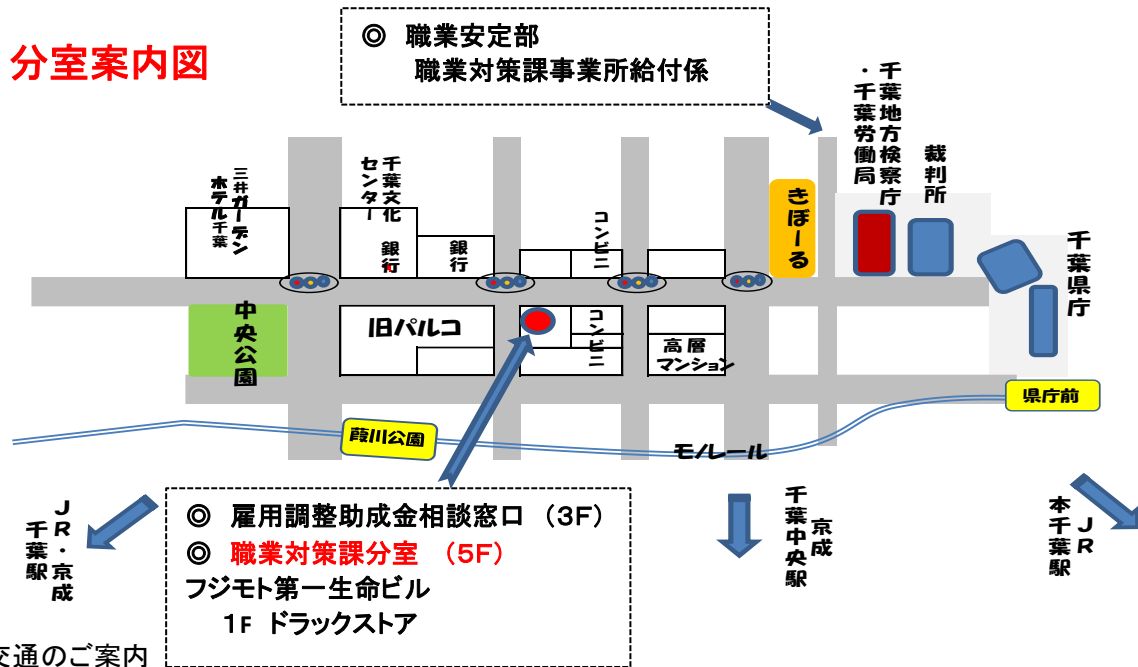 分室案内図
◎ 職業安定部
職業対策課事業所給付係
三井ガーデン
ホテル千葉
千葉文化
センター
銀行
銀行
コンビニ
きぼーる
千葉地方検察庁
・千葉労働局
裁判所
千葉県庁
中央公園
旧パルコ
コンビニ
高層
マンション
県庁前
葭川公園
モノレール
JR・京成
千葉駅
◎ 雇用調整助成金相談窓口 (3F)
◎ 職業対策課分室 (5F)
フジモト第一生命ビル
1F ドラックストア
京成
千葉中央駅
JR
本千葉駅
交通のご案内